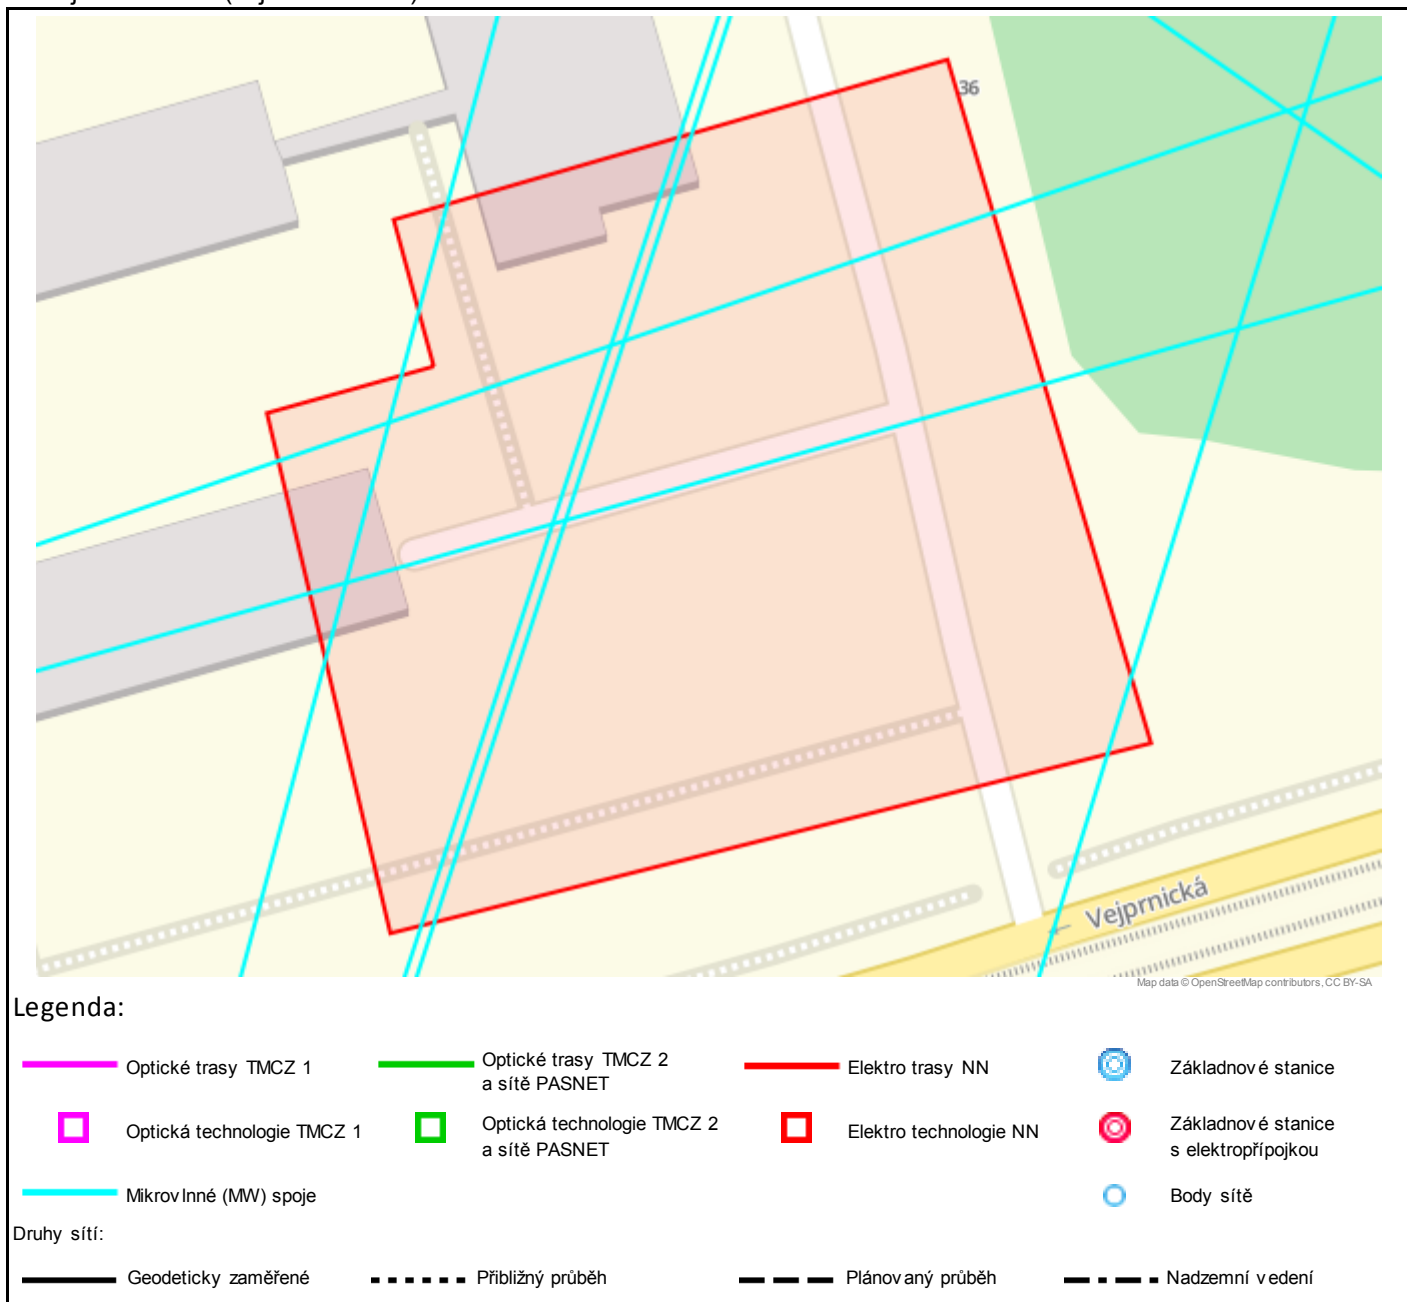 36
← Vejprnická
Map data © OpenStreetMap contributors, CC BY-SA
Legenda:
Optické trasy TMCZ 1
Optické trasy TMCZ 2
a sítě PASNET
Elektro trasy NN
Základnové stanice
Optická technologie TMCZ 1
Optická technologie TMCZ 2
a sítě PASNET
Elektro technologie NN
Základnové stanice
s elektropřípojkou
Mikrovlnné (MW) spoje
Body sítě
Druhy sítí:
Geodeticky zaměřené
Přibližný průběh
Plánovaný průběh
Nadzemní vedení